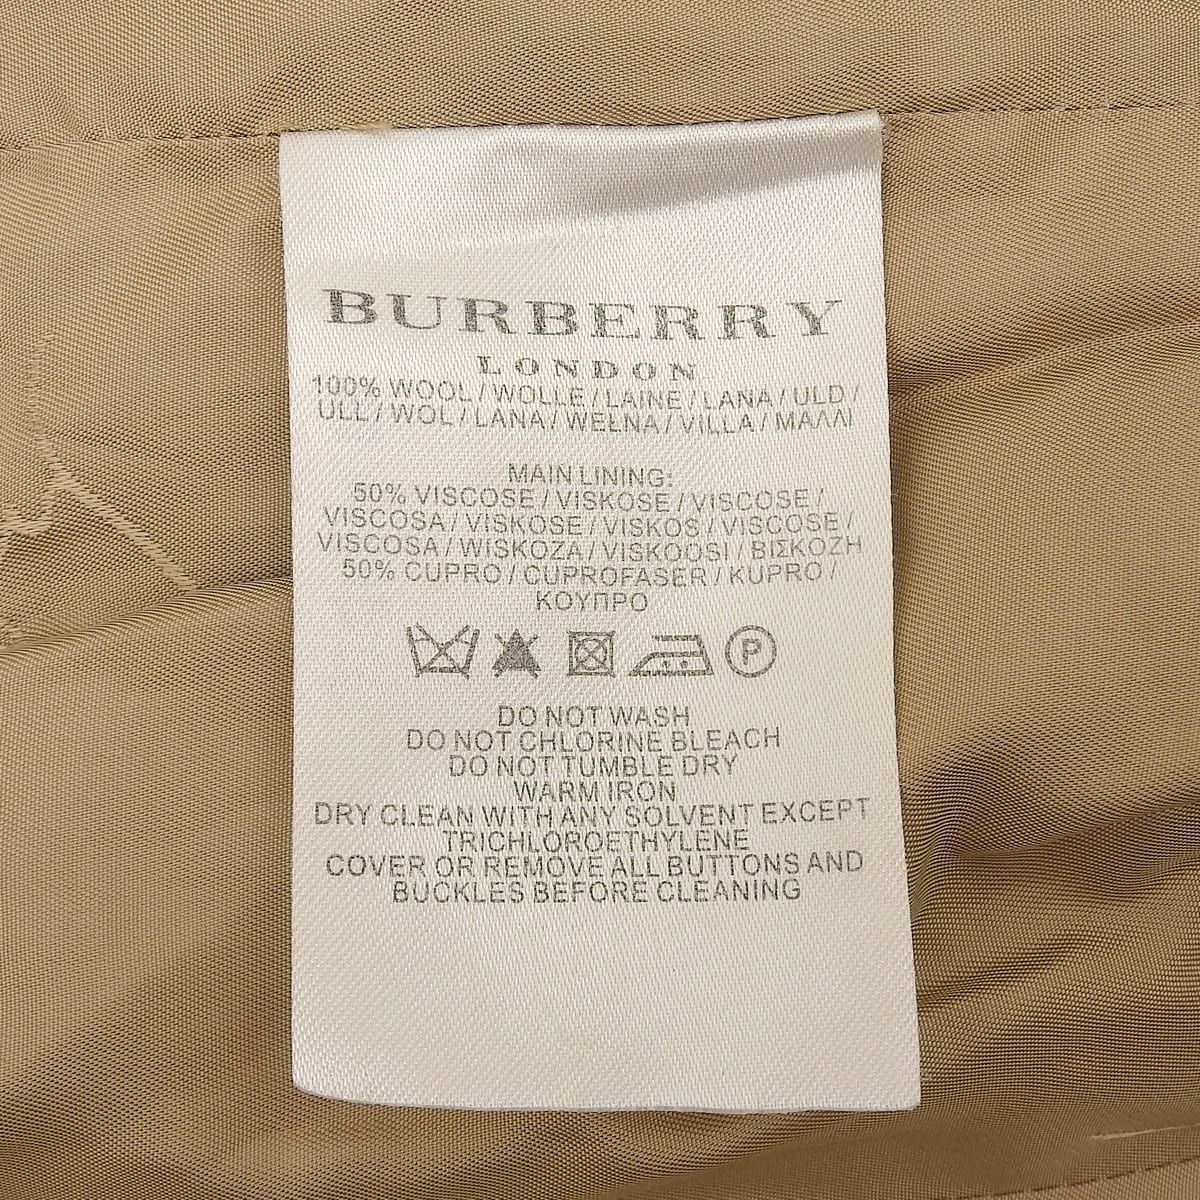 BURBERRY
LONDON
100% WOOL / WOLLE / LAINE / LANA / ULD /
ULL / WOL / LANA / WEŁNA / VILLA / ΜΑΛΛΙ
MAIN LINING:
50% VISCOSE / VISKOSE / VISCOSE /
VISCOSA / VISKOSE / VISKOS / VISCOSE /
VISCOSA / WISKOZA / VISKOOSI / ΒΙΣΚΟΖΗ
50% CUPRO / CUPROFASER / KUPRO /
ΚΟΥΠΡΟ
P
DO NOT WASH
DO NOT CHLORINE BLEACH
DO NOT TUMBLE DRY
WARM IRON
DRY CLEAN WITH ANY SOLVENT EXCEPT
TRICHLOROETHYLENE
COVER OR REMOVE ALL BUTTONS AND
BUCKLES BEFORE CLEANING